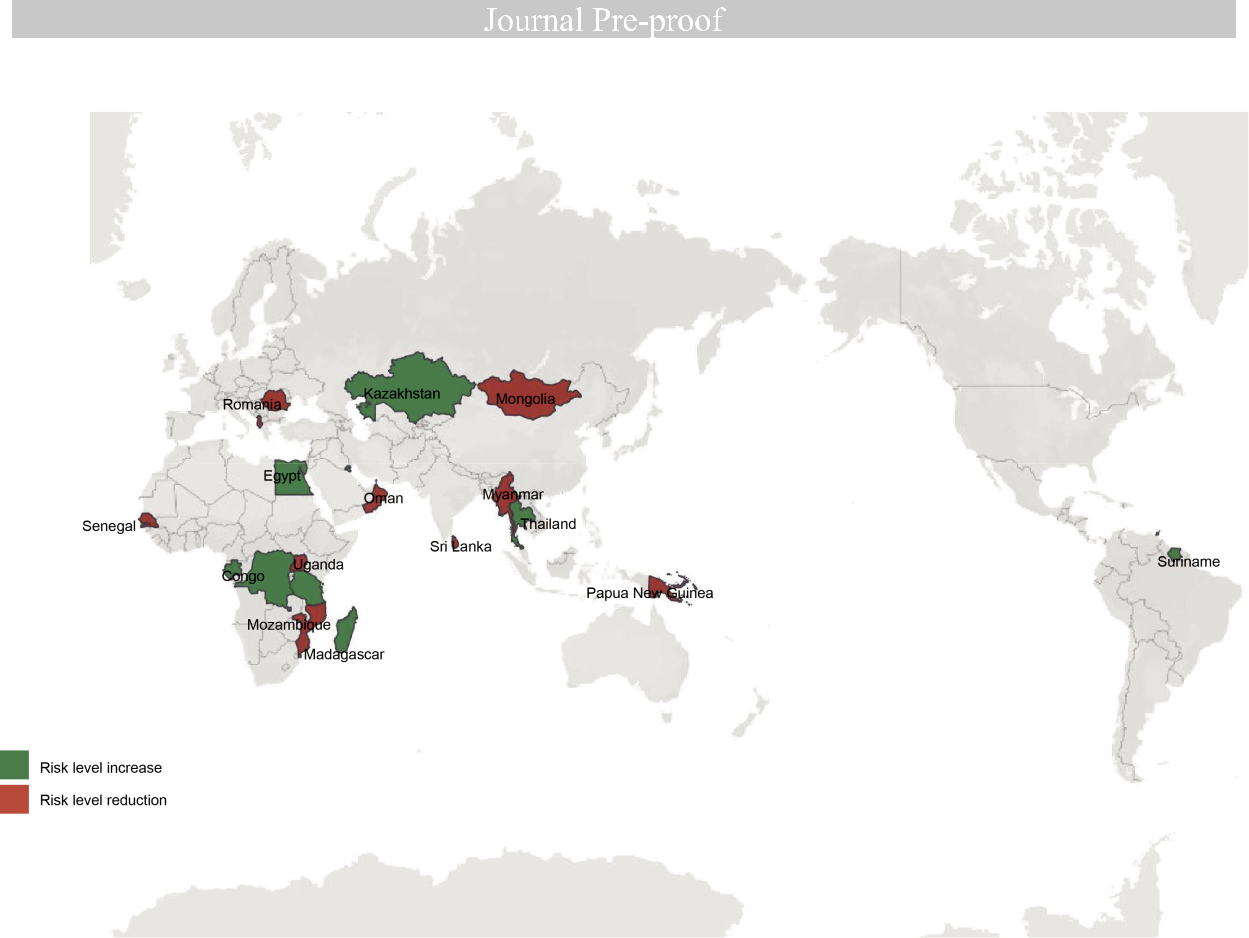 Journal Pre-proof
Kazakhstan
Mongolia
Romania
Egypt
Oman
Myanmar
Senegal
Thailand
Sri Lanka
Suriname
Uganda
Congo
Papua New Guinea
Mozambique
Madagascar
Risk level increase
Risk level reduction